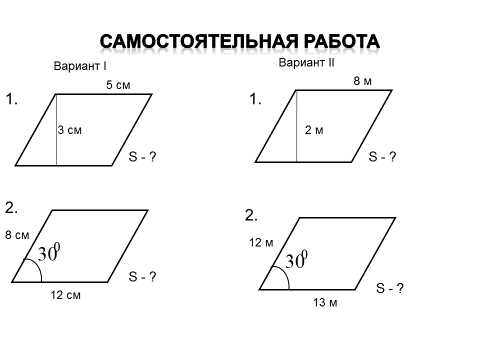 САМОСТОЯТЕЛЬНАЯ РАБОТА
Вариант I
1.
5 см
3 см
S - ?
2.
8 см
30⁰
12 см
S - ?
Вариант II
1.
8 м
2 м
S - ?
2.
12 м
30⁰
13 м
S - ?